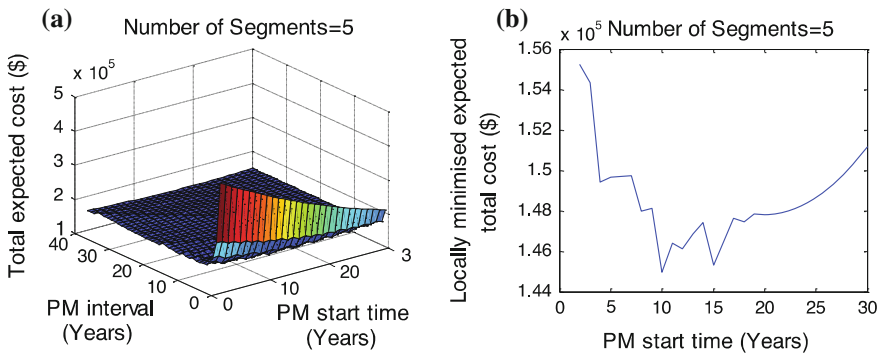 (a)
Number of Segments=5
x 10^5
Total expected cost ($)
5
4
3
2
1
40
30
20
10
0
PM interval
(Years)
0
10
20
3
PM start time
(Years)
(b)
Number of Segments=5
x 10^5
Locally minimised expected
total cost ($)
1.56
1.54
1.52
1.5
1.48
1.46
1.44
0
5
10
15
20
25
30
PM start time (Years)